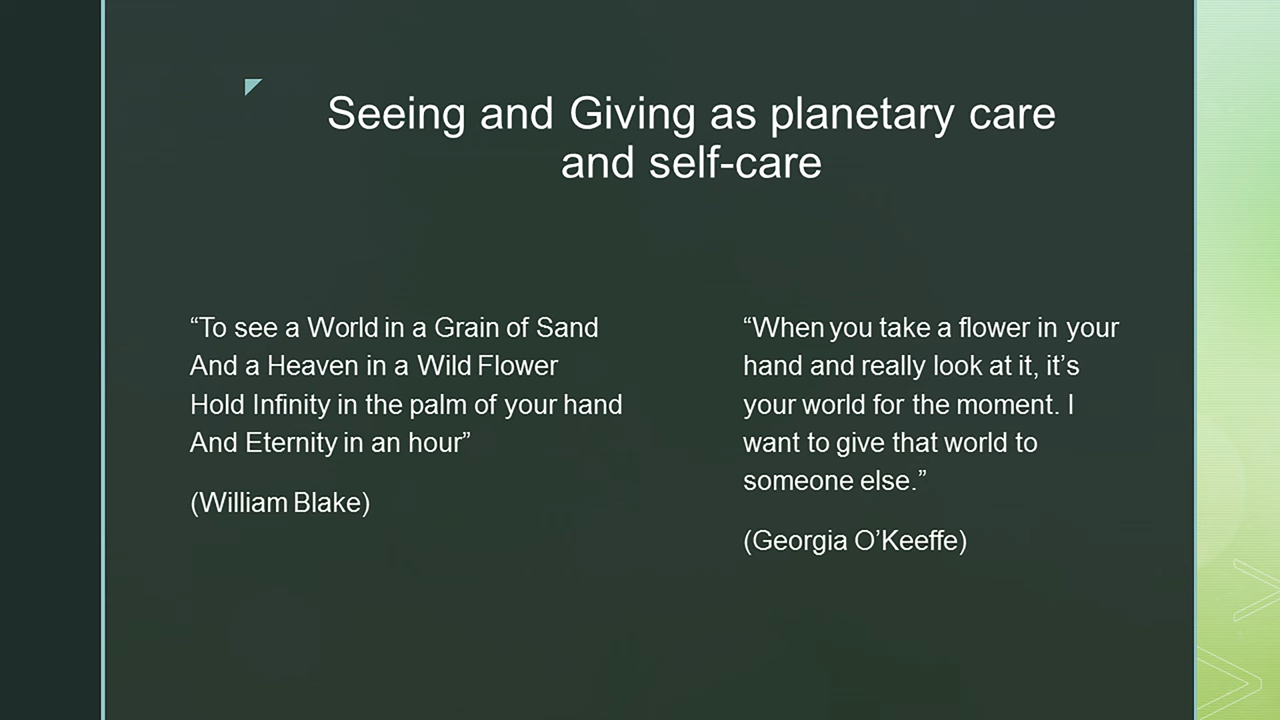 Seeing and Giving as planetary care
and self-care
“To see a World in a Grain of Sand
And a Heaven in a Wild Flower
Hold Infinity in the palm of your hand
And Eternity in an hour”
(William Blake)
“When you take a flower in your
hand and really look at it, it’s
your world for the moment. I
want to give that world to
someone else.”
(Georgia O’Keeffe)